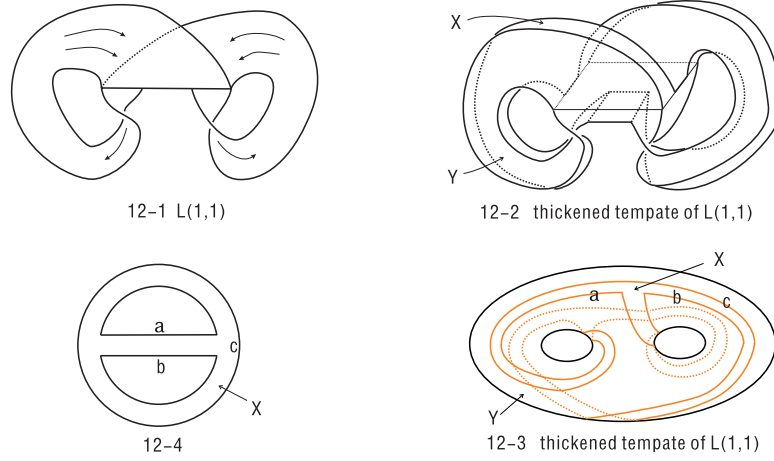 X
Y
12-1 L(1,1)
12-2 thickened tempate of L(1,1)
X
a
b
c
a
b
c
X
Y
12-4
12-3 thickened tempate of L(1,1)